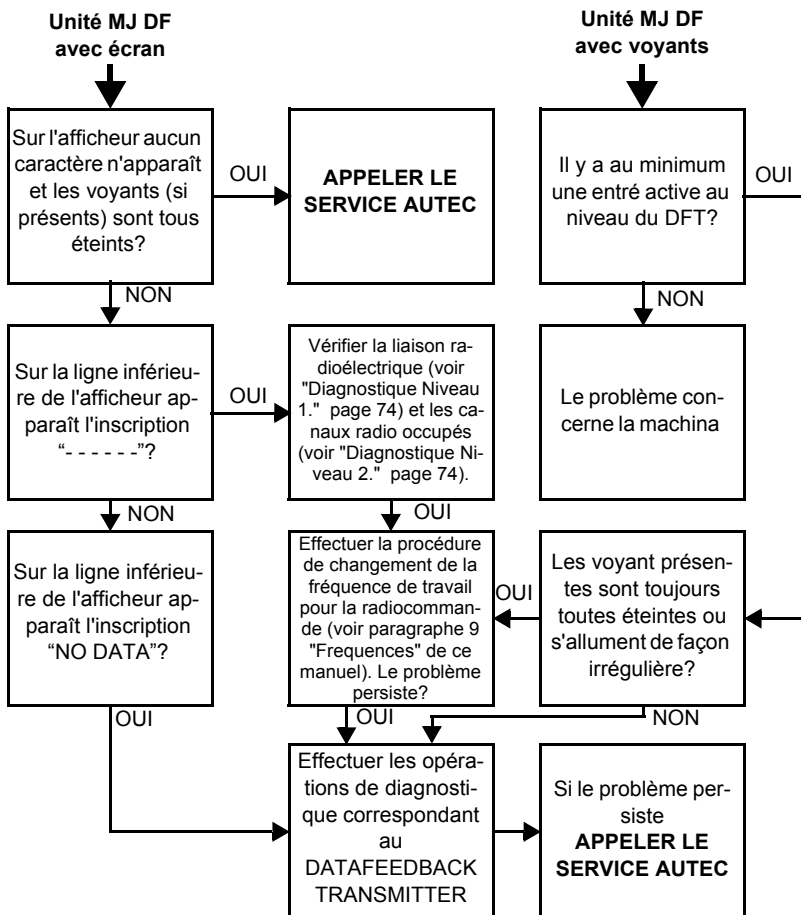 Unité MJ DF
avec écran
Unité MJ DF
avec voyants
Sur l'afficheur aucun
caractère n'apparaît
et les voyants (si
présents) sont tous
éteints?
OUI
APPELER LE
SERVICE AUTEC
Il y a au minimum
une entré active au
niveau du DFT?
OUI
NON
NON
Sur la ligne inférieu-
re de l'afficheur ap-
paraît l'inscription
“- - - - - -”?
OUI
Vérifier la liaison ra-
dioélectrique (voir
"Diagnostique Niveau
1." page 74) et les ca-
naux radio occupés
(voir "Diagnostique Ni-
veau 2." page 74).
Le problème con-
cerne la machina
NON
OUI
Sur la ligne inférieu-
re de l'afficheur ap-
paraît l'inscription
“NO DATA”?
Effectuer la procédure
de changement de la
fréquence de travail
pour la radiocomman-
de (voir paragraphe 9
"Frequences" de ce
manuel). Le problème
persiste?
OUI
Les voyant présen-
tes sont toujours
toutes éteintes ou
s'allument de façon
irrégulière?
OUI
OUI
NON
Effectuer les opéra-
tions de diagnosti-
que correspondant
au
DATAFEEDBACK
TRANSMITTER
Si le problème per-
siste
APPELER LE
SERVICE AUTEC